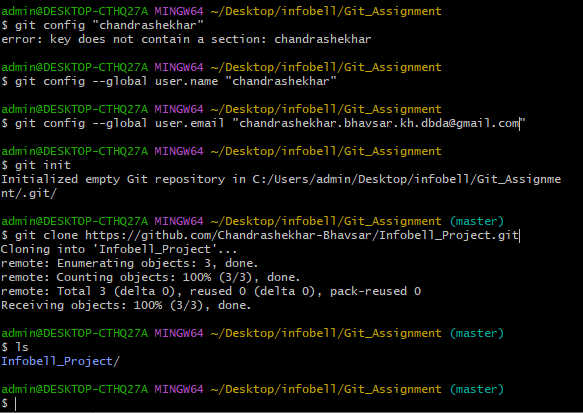 admin@DESKTOP-CTHQ27A MINGW64 ~/Desktop/infobell/Git_Assignment
$ git config "chandrashekhar"
error: key does not contain a section: chandrashekhar
admin@DESKTOP-CTHQ27A MINGW64 ~/Desktop/infobell/Git_Assignment
$ git config --global user.name "chandrashekhar"
admin@DESKTOP-CTHQ27A MINGW64 ~/Desktop/infobell/Git_Assignment
$ git config --global user.email "chandrashekhar.bhavsar.kh.dbda@gmail.com"
admin@DESKTOP-CTHQ27A MINGW64 ~/Desktop/infobell/Git_Assignment
$ git init
Initialized empty Git repository in C:/Users/admin/Desktop/infobell/Git_Assignme
nt/.git/
admin@DESKTOP-CTHQ27A MINGW64 ~/Desktop/infobell/Git_Assignment (master)
$ git clone https://github.com/Chandrashekhar-Bhavsar/Infobell_Project.git
Cloning into 'Infobell_Project'...
remote: Enumerating objects: 3, done.
remote: Counting objects: 100% (3/3), done.
remote: Total 3 (delta 0), reused 0 (delta 0), pack-reused 0
Receiving objects: 100% (3/3), done.
admin@DESKTOP-CTHQ27A MINGW64 ~/Desktop/infobell/Git_Assignment (master)
$ ls
Infobell_Project/
admin@DESKTOP-CTHQ27A MINGW64 ~/Desktop/infobell/Git_Assignment (master)
$